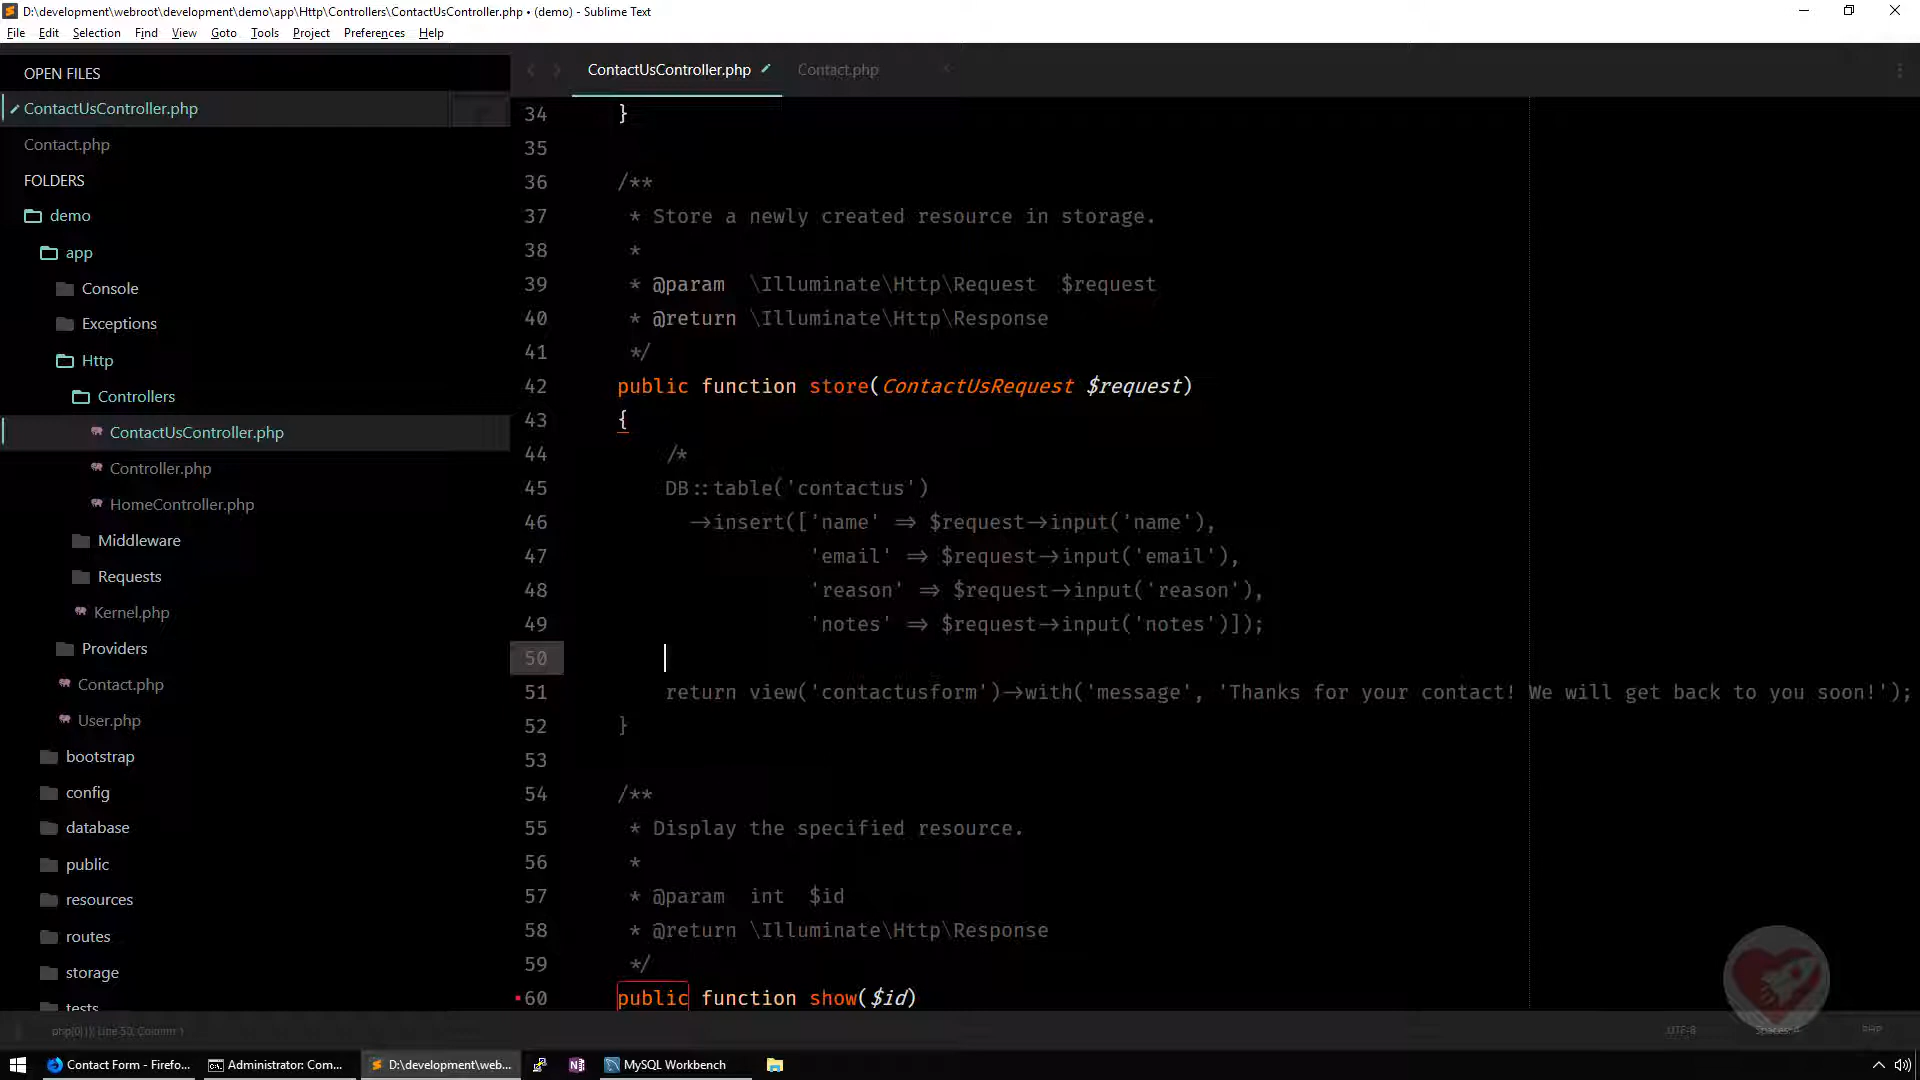 D:\development\webroot\development\demo\app\Http\Controllers\ContactUsController.php • (demo) - Sublime Text
File Edit Selection Find View Goto Tools Project Preferences Help
OPEN FILES
ContactUsController.php
Contact.php
FOLDERS
demo
app
Console
Exceptions
Http
Controllers
ContactUsController.php
Controller.php
HomeController.php
Middleware
Requests
Kernel.php
Providers
Contact.php
User.php
bootstrap
config
database
public
resources
routes
storage
tests
ContactUsController.php Contact.php
34 }
35
36 /**
37 * Store a newly created resource in storage.
38 *
39 * @param \Illuminate\Http\Request $request
40 * @return \Illuminate\Http\Response
41 */
42 public function store(ContactUsRequest $request)
43 {
44 /*
45 DB::table('contactus')
46 ->insert(['name' => $request->input('name'),
47 'email' => $request->input('email'),
48 'reason' => $request->input('reason'),
49 'notes' => $request->input('notes')]);
50
51 return view('contactusform')->with('message', 'Thanks for your contact! We will get back to you soon!');
52 }
53
54 /**
55 * Display the specified resource.
56 *
57 * @param int $id
58 * @return \Illuminate\Http\Response
59 */
60 public function show($id)
UTF-8 Spaces: 4 PHP
Contact Form - Firefo... Administrator: Com... D:\development\web... MySQL Workbench